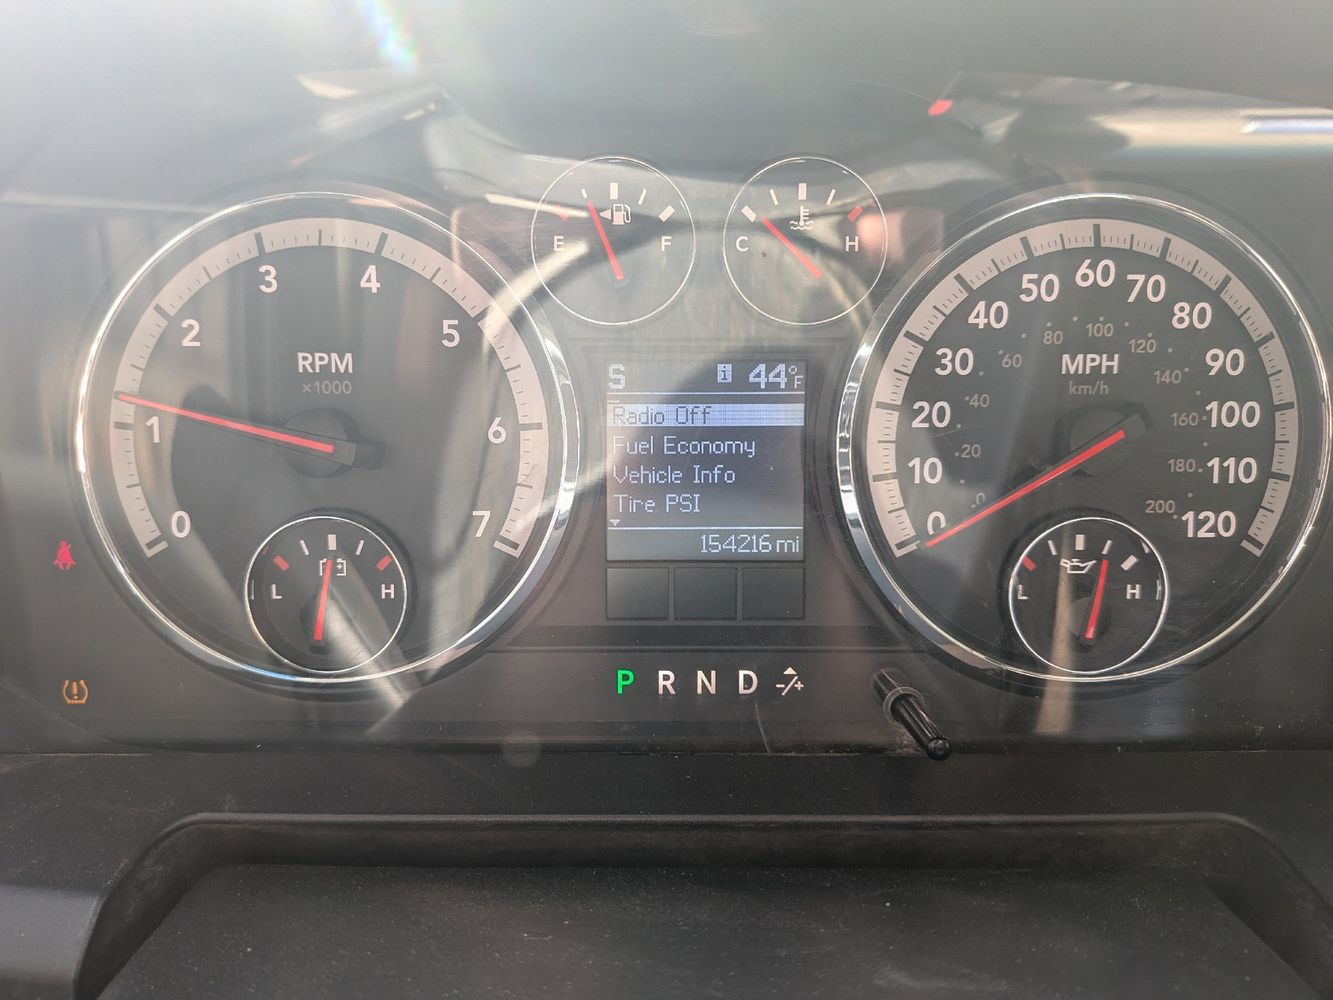 E F
C H
0 1 2 3 4 5 6 7
RPM
x1000
L H
S 44°F
Radio Off
Fuel Economy
Vehicle Info
Tire PSI
154216 mi
P R N D -/+
0 10 20 30 40 50 60 70 80 90 100 110 120
MPH
km/h
0 20 40 60 80 100 120 140 160 180 200
L H